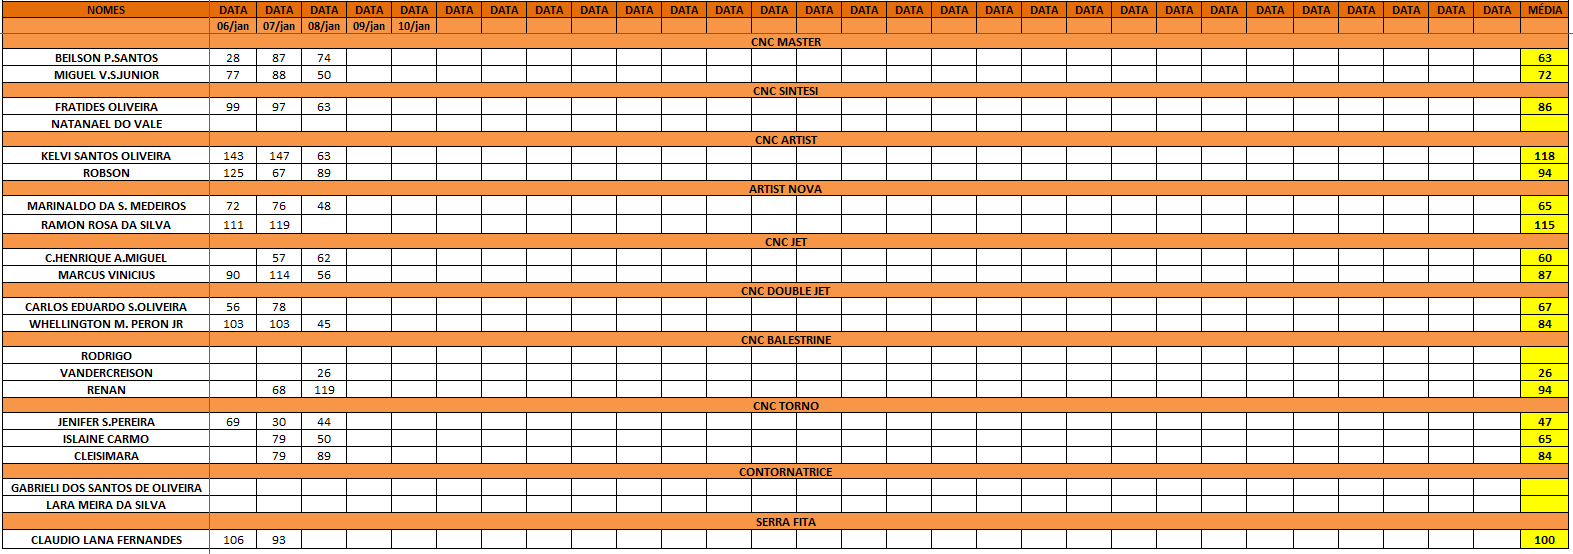 NOMES DATA DATA DATA DATA DATA DATA DATA DATA DATA DATA DATA DATA DATA DATA DATA DATA DATA DATA DATA DATA DATA DATA DATA DATA DATA DATA DATA DATA DATA MÉDIA
06/jan 07/jan 08/jan 09/jan 10/jan
CNC MASTER
BEILSON P.SANTOS 28 87 74 63
MIGUEL V.S.JUNIOR 77 88 50 72
CNC SINTESI
FRATIDES OLIVEIRA 99 97 63 86
NATANAEL DO VALE
CNC ARTIST
KELVI SANTOS OLIVEIRA 143 147 63 118
ROBSON 125 67 89 94
ARTIST NOVA
MARINALDO DA S. MEDEIROS 72 76 48 65
RAMON ROSA DA SILVA 111 119 115
CNC JET
C.HENRIQUE A.MIGUEL 57 62 60
MARCUS VINICIUS 90 114 56 87
CNC DOUBLE JET
CARLOS EDUARDO S.OLIVEIRA 56 78 67
WHELLINGTON M. PERON JR 103 103 45 84
CNC BALESTRINE
RODRIGO
VANDERCREISON 26 26
RENAN 68 119 94
CNC TORNO
JENIFER S.PEREIRA 69 30 44 47
ISLAINE CARMO 79 50 65
CLEISIMARA 79 89 84
CONTORNATRICE
GABRIELI DOS SANTOS DE OLIVEIRA
LARA MEIRA DA SILVA
SERRA FITA
CLAUDIO LANA FERNANDES 106 93 100